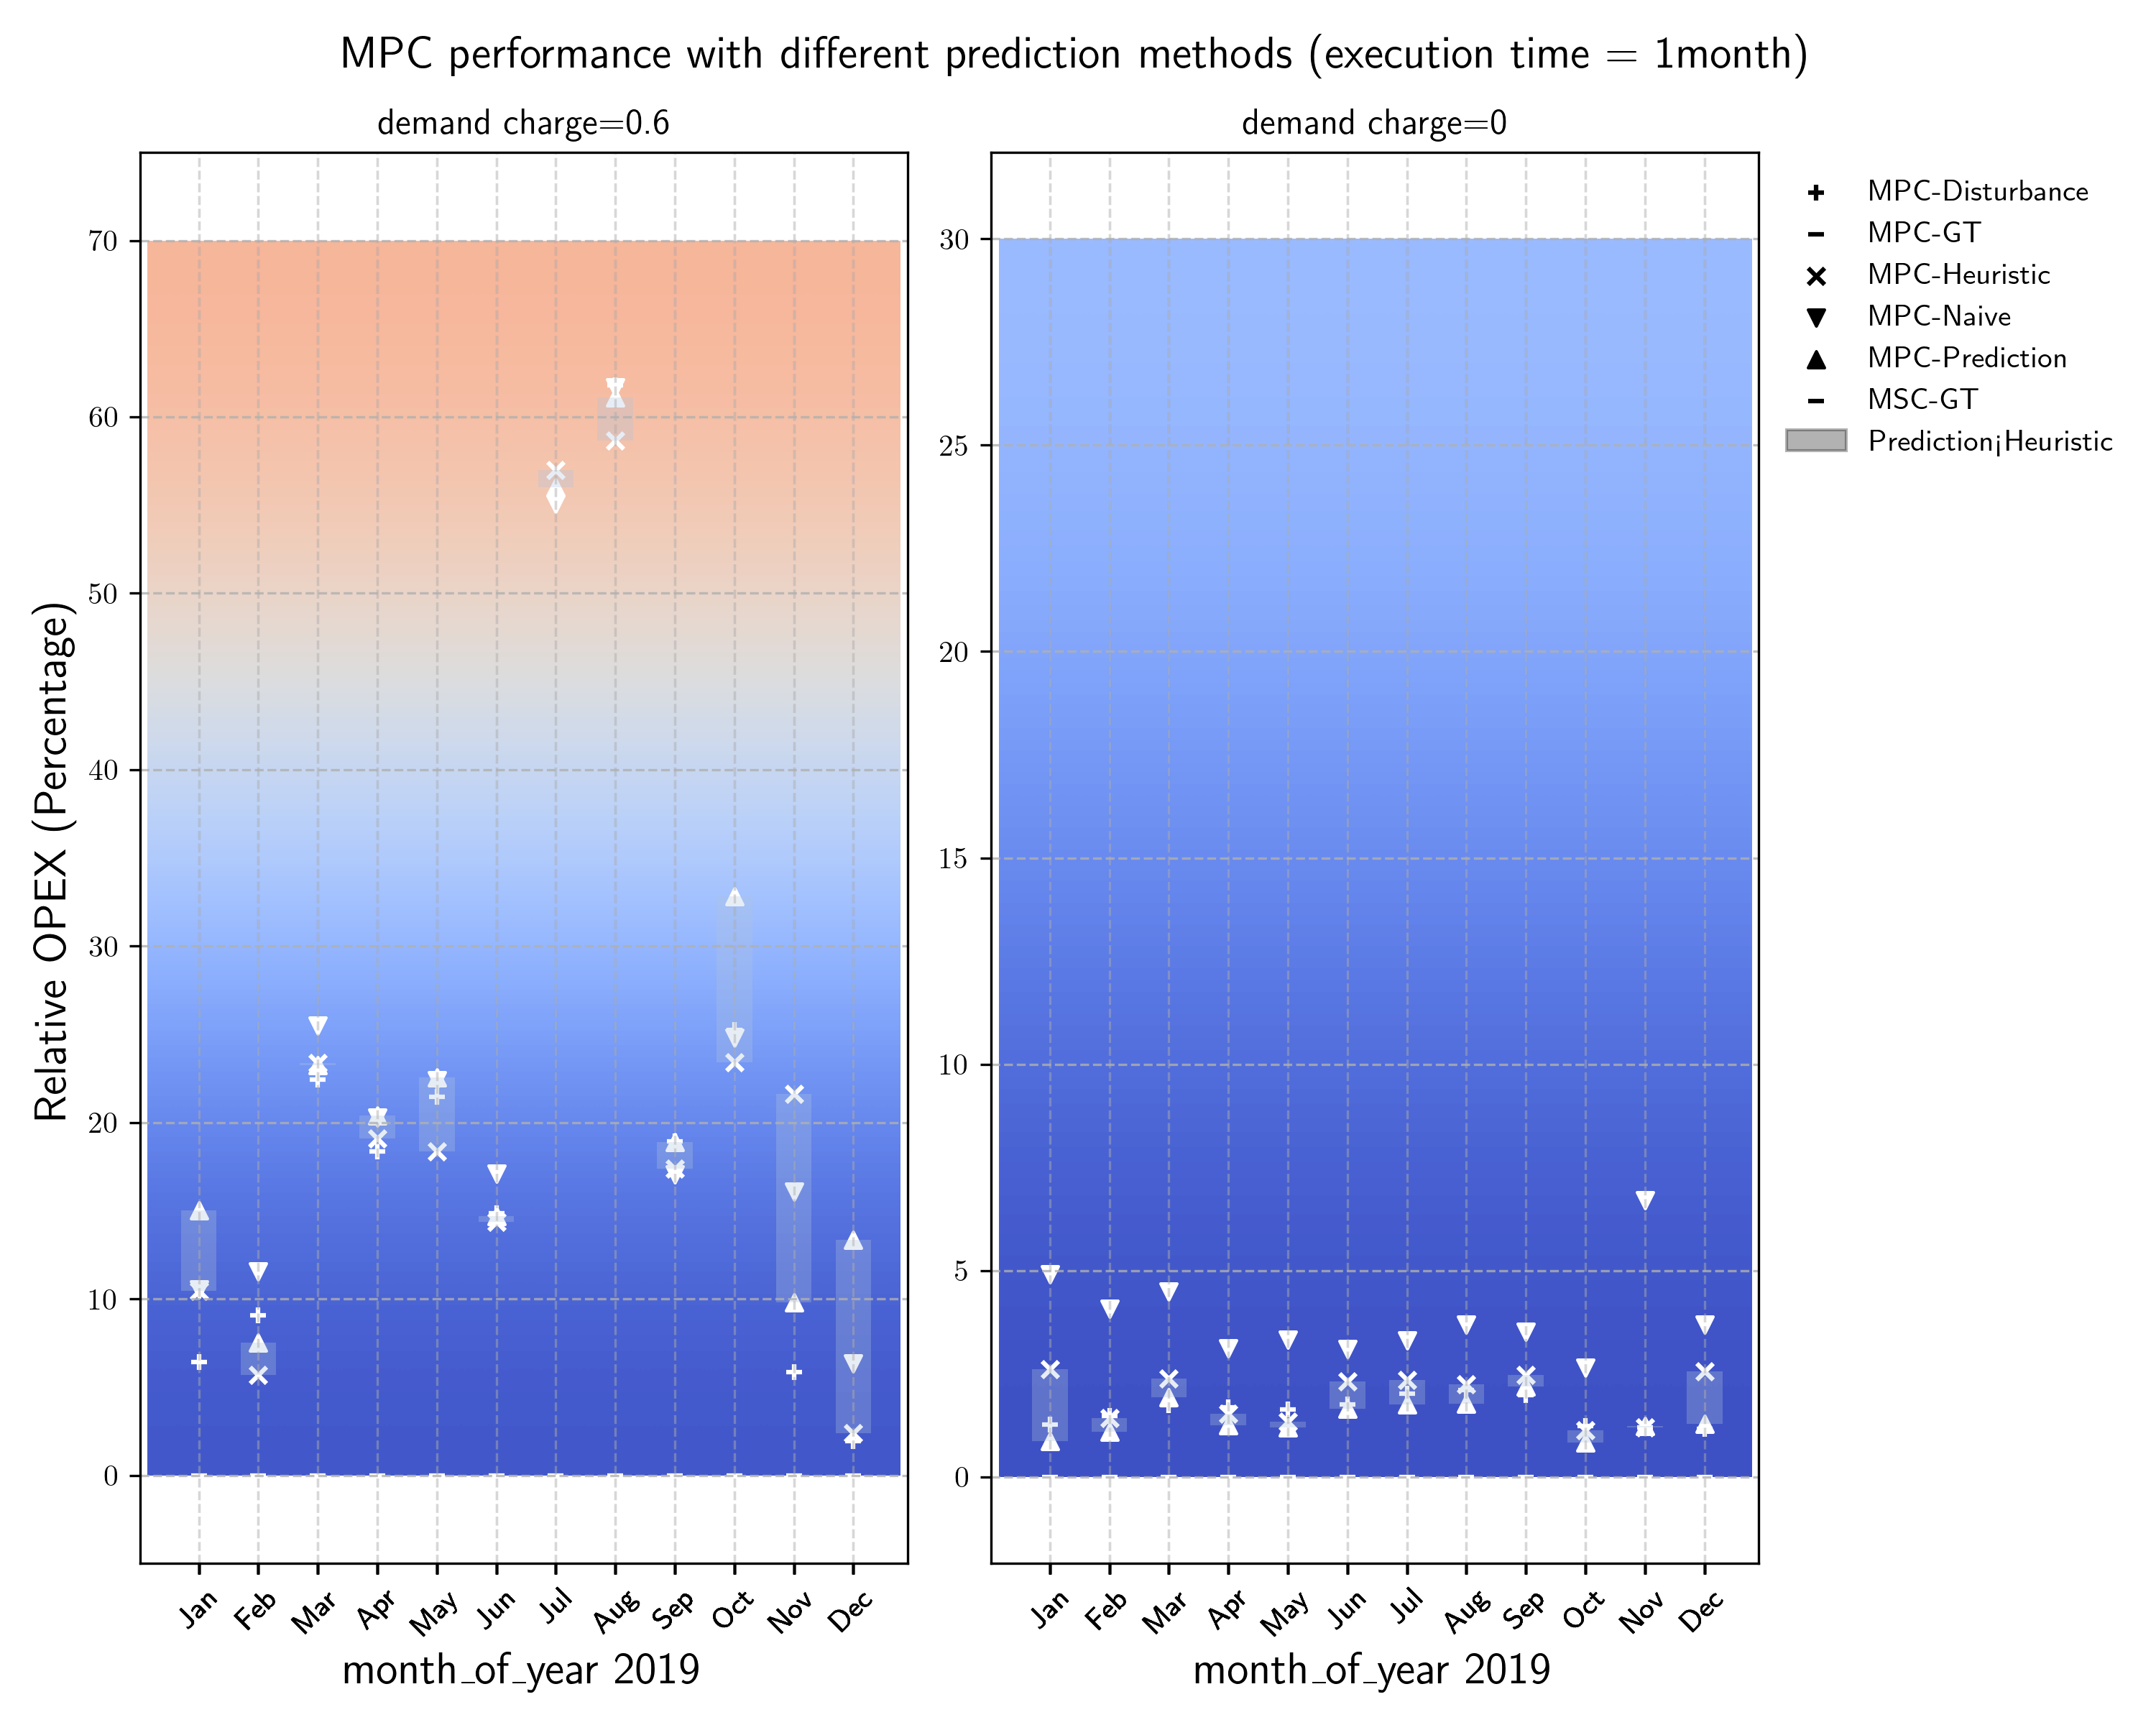 MPC performance with different prediction methods (execution time = 1month)
demand charge=0.6
demand charge=0
Relative OPEX (Percentage)
70
60
50
40
30
20
10
0
30
25
20
15
10
5
0
Jan Feb Mar Apr May Jun Jul Aug Sep Oct Nov Dec
Jan Feb Mar Apr May Jun Jul Aug Sep Oct Nov Dec
month_of_year 2019
month_of_year 2019
MPC-Disturbance
MPC-GT
MPC-Heuristic
MPC-Naive
MPC-Prediction
MSC-GT
Prediction¡Heuristic